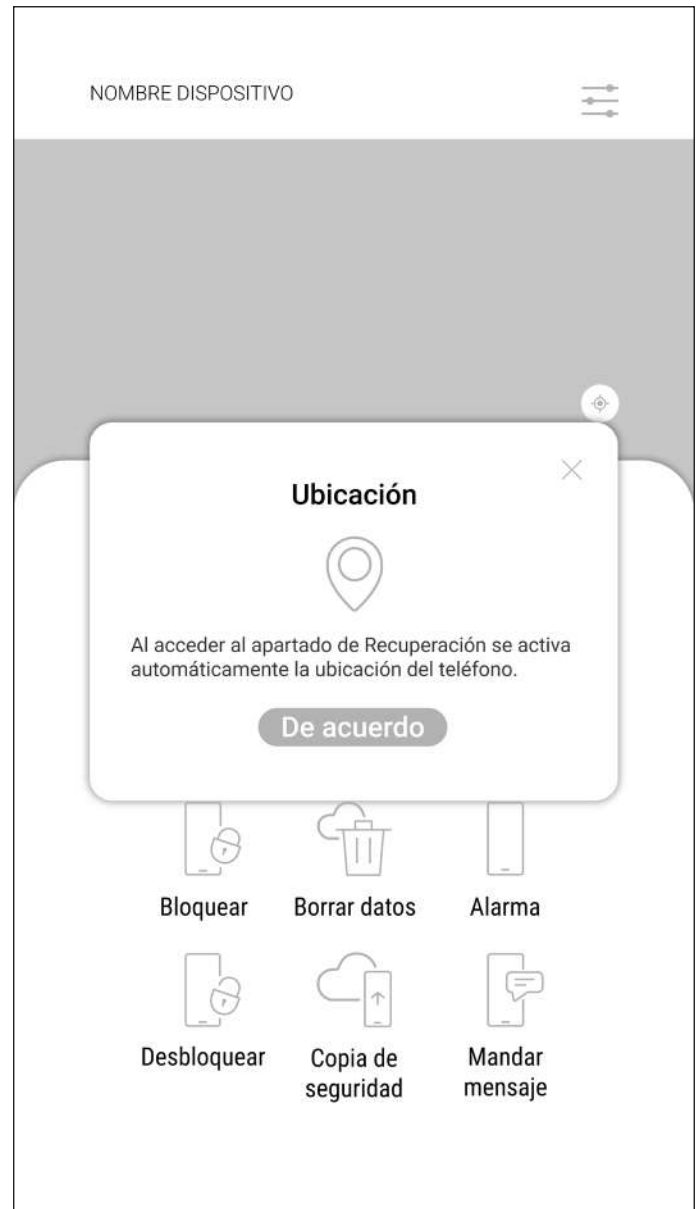 NOMBRE DISPOSITIVO
Ubicación
Al acceder al apartado de Recuperación se activa
automáticamente la ubicación del teléfono.
De acuerdo
Bloquear
Borrar datos
Alarma
Desbloquear
Copia de
seguridad
Mandar
mensaje